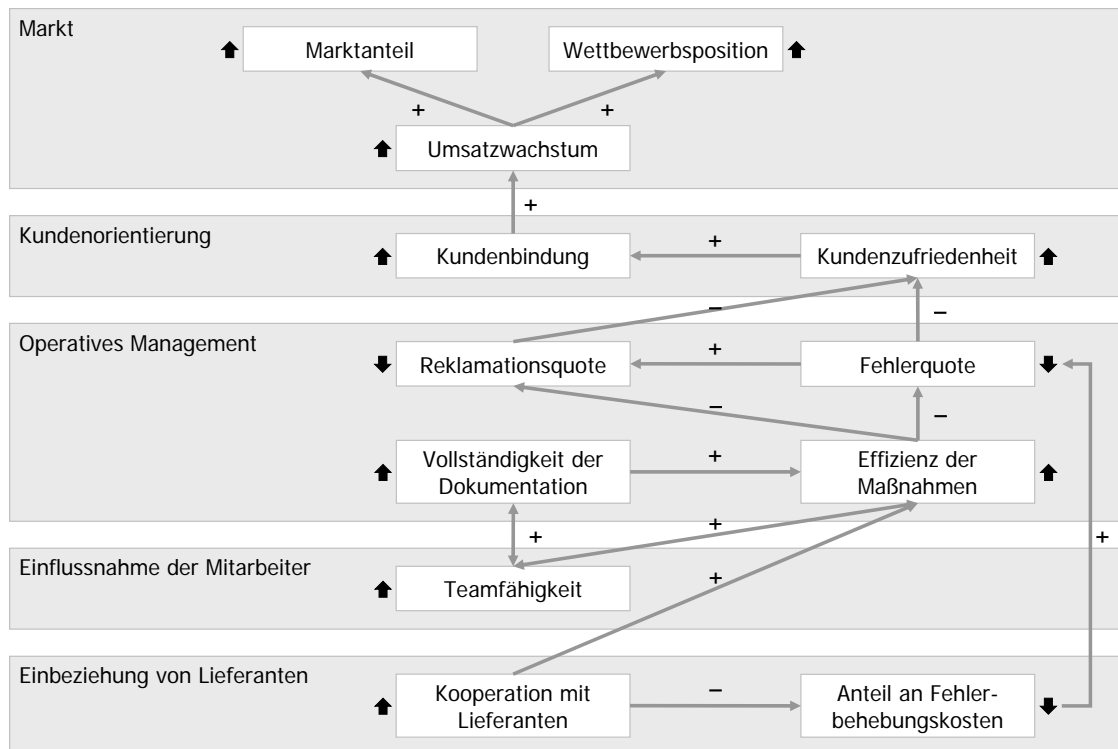 Markt
Marktanteil
Wettbewerbsposition
+
+
Umsatzwachstum
+
Kundenorientierung
Kundenbindung
+
Kundenzufriedenheit
–
–
Operatives Management
Reklamationsquote
+
Fehlerquote
–
–
Vollständigkeit der
Dokumentation
+
Effizienz der
Maßnahmen
+
+
+
Einflussnahme der Mitarbeiter
Teamfähigkeit
+
Einbeziehung von Lieferanten
Kooperation mit
Lieferanten
–
Anteil an Fehler-
behebungskosten